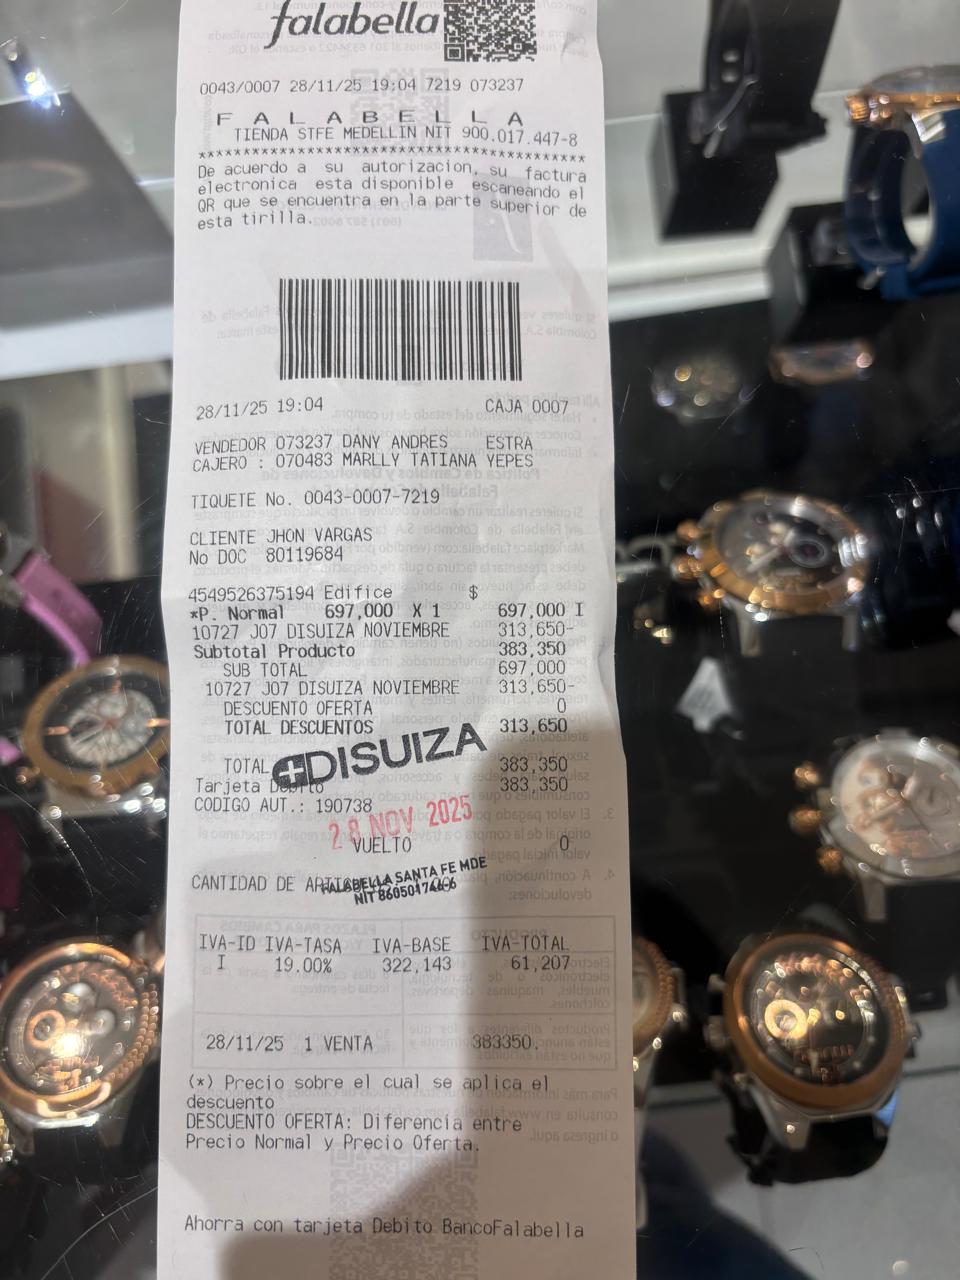 falabella
0043/0007 28/11/25 19:04 7219 073237
F A L A B E L L A
TIENDA STFE MEDELLIN NIT 900.017.447-8
******************************************
De acuerdo a su autorizacion, su factura
electronica esta disponible escaneando el
QR que se encuentra en la parte superior de
esta tirilla.
28/11/25 19:04 CAJA 0007
VENDEDOR 073237 DANY ANDRES ESTRA
CAJERO : 070483 MARLLY TATIANA YEPES
TIQUETE No. 0043-0007-7219
CLIENTE JHON VARGAS
No DOC 80119684
4549526375194 Edifice $
*P. Normal 697,000 X 1 697,000 I
10727 J07 DISUIZA NOVIEMBRE 313,650-
Subtotal Producto 383,350
SUB TOTAL 697,000
10727 J07 DISUIZA NOVIEMBRE 313,650-
DESCUENTO OFERTA 0
TOTAL DESCUENTOS 313,650
DISUIZA
TOTAL 383,350
Tarjeta Debito 383,350
CODIGO AUT.: 190738
28 NOV 2025
VUELTO 0
FALABELLA SANTA FE MDE
CANTIDAD DE
NIT
IVA-ID IVA-TASA IVA-BASE IVA-TOTAL
I 19.00% 322,143 61,207
28/11/25 1 VENTA 383350,
(*) Precio sobre el cual se aplica el
descuento
DESCUENTO OFERTA: Diferencia entre
Precio Normal y Precio Oferta.
Ahorra con tarjeta Debito BancoFalabella